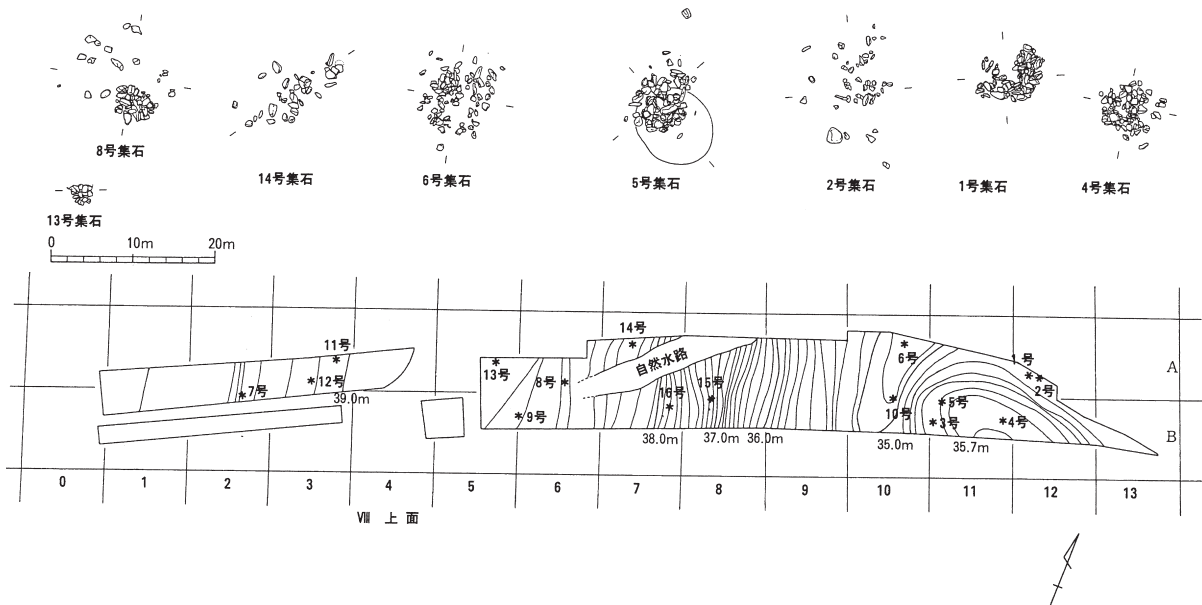 8号集石
14号集石
6号集石
5号集石
2号集石
1号集石
4号集石
13号集石
0 10m 20m
11号
14号
自然水路
6号
1号
A
13号
8号
15号
12号
7号
39.0m
16号
2号
9号
10号
5号
3号
4号
B
38.0m 37.0m 36.0m 35.0m 35.7m
0 1 2 3 4 5 6 7 8 9 10 11 12 13
Ⅷ 上面